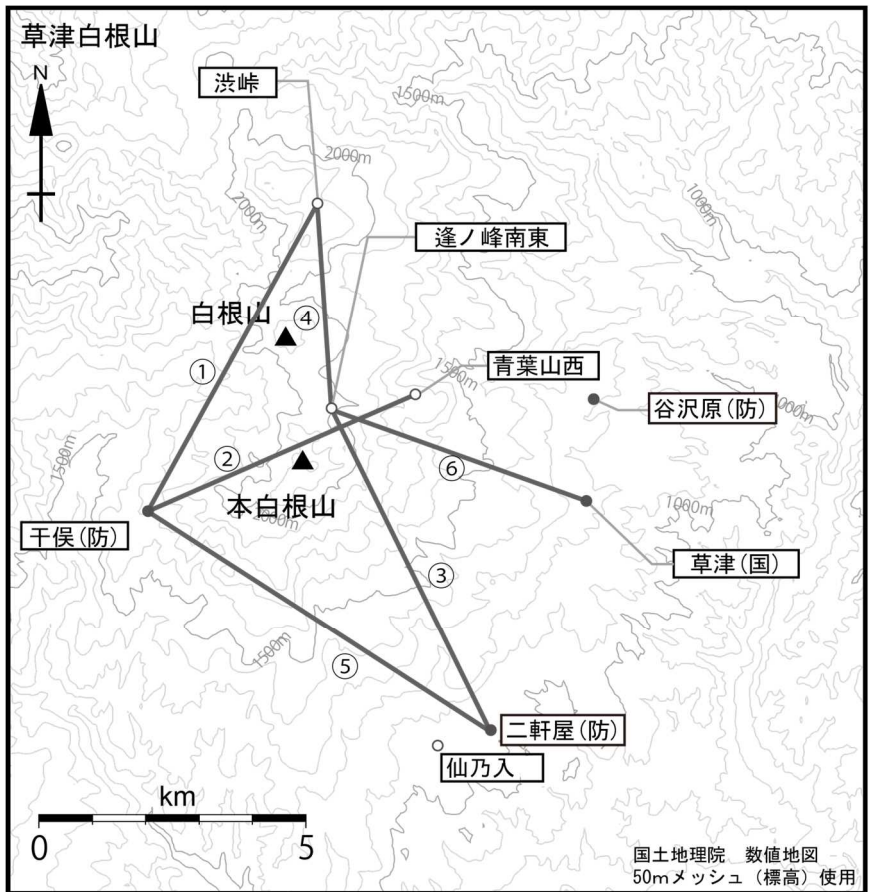 草津白根山
N
渋峠
1500m
2000m
2000m
1000m
逢ノ峰南東
白根山
④
①
青葉山西
1500m
谷沢原(防)
1000m
1500m
②
⑥
本白根山
2000m
1000m
干俣(防)
草津(国)
③
1500m
⑤
二軒屋(防)
仙乃入
km
0 5
国土地理院 数値地図
50mメッシュ(標高)使用